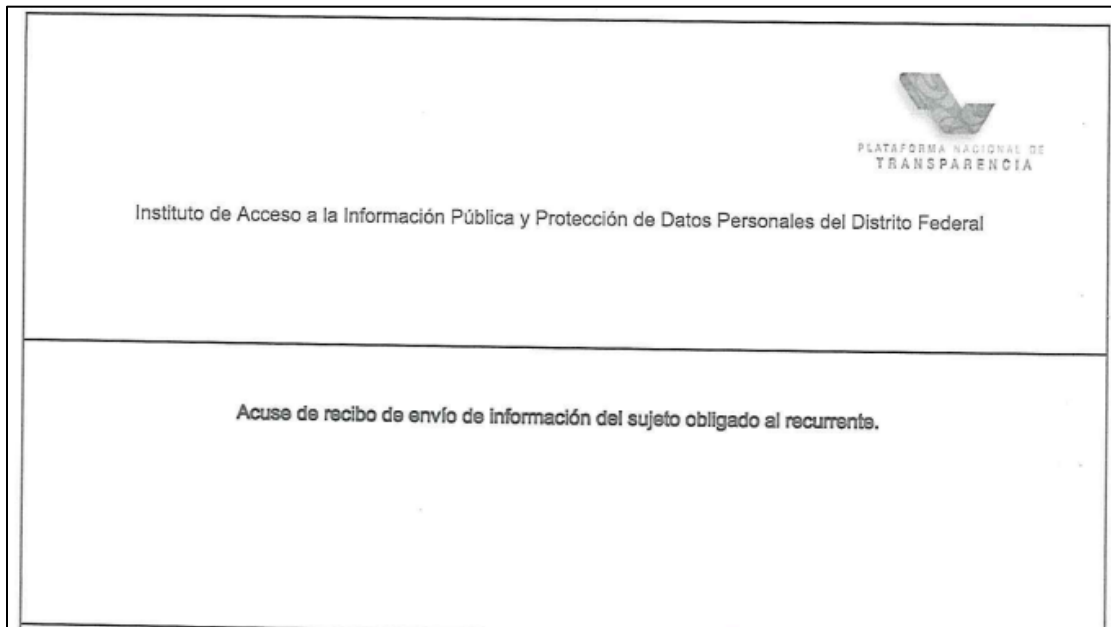 PLATAFORMA NACIONAL DE
TRANSPARENCIA
Instituto de Acceso a la Información Pública y Protección de Datos Personales del Distrito Federal
Acuse de recibo de envío de información del sujeto obligado al recurrente.